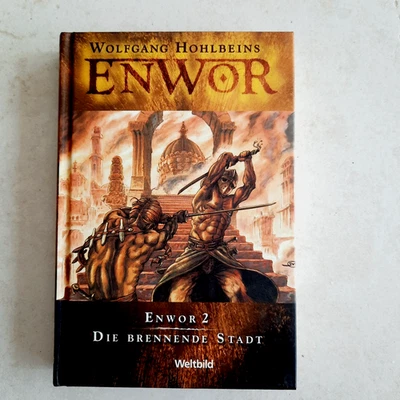 WOLFGANG HOHLBEINS
ENWOR
ENWOR 2
DIE BRENNENDE STADT
Weltbild